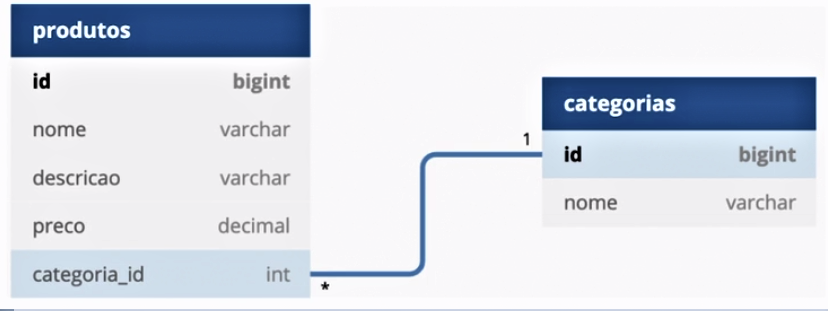 produtos
id bigint
nome varchar
descricao varchar
preco decimal
categoria_id int
*
1
categorias
id bigint
nome varchar